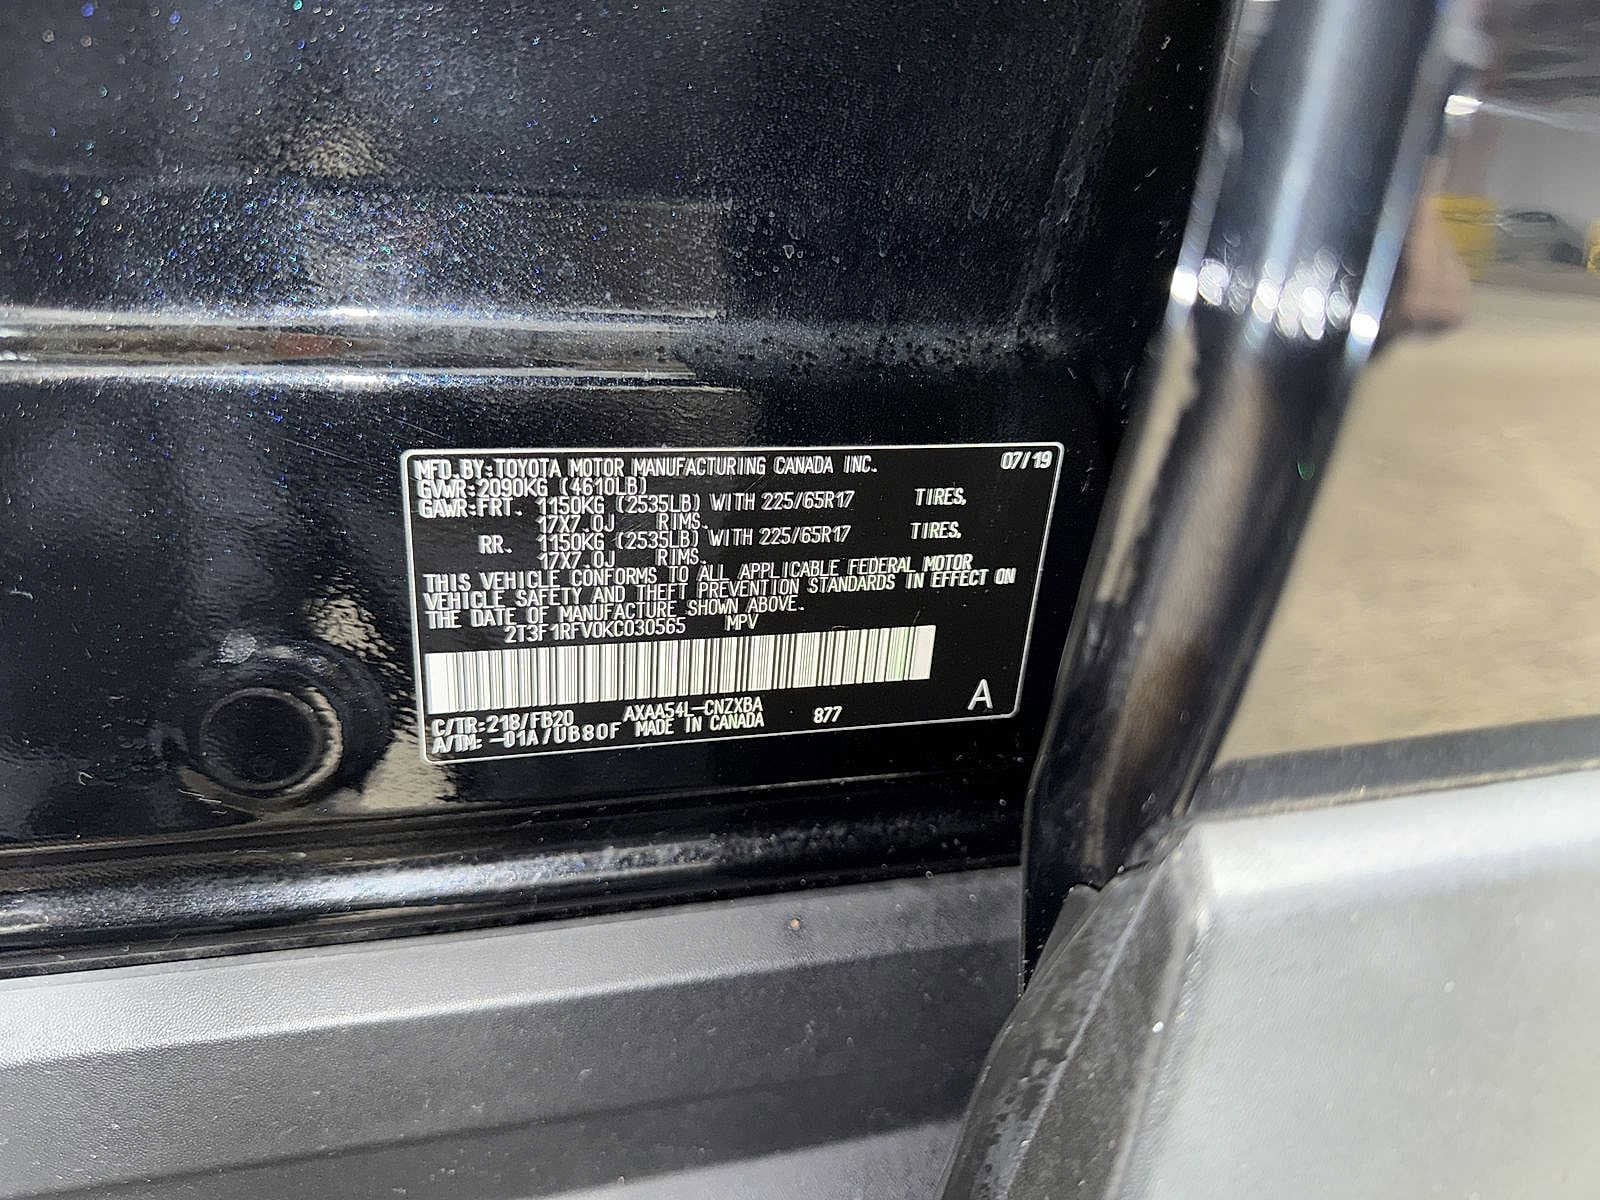 MFD.BY:TOYOTA MOTOR MANUFACTURING CANADA INC. 07/19
GVWR:2090KG (4610LB)
GAWR:FRT. 1150KG (2535LB) WITH 225/65R17 TIRES,
17X7.0J RIMS.
RR. 1150KG (2535LB) WITH 225/65R17 TIRES,
17X7.0J RIMS.
THIS VEHICLE CONFORMS TO ALL APPLICABLE FEDERAL MOTOR
VEHICLE SAFETY AND THEFT PREVENTION STANDARDS IN EFFECT ON
THE DATE OF MANUFACTURE SHOWN ABOVE.
2T3F1RFV0KC030565 MPV
C/TR:218/FB20 AXAA54L-CNZXBA 877 A
A/TM:-01A/UB80F MADE IN CANADA